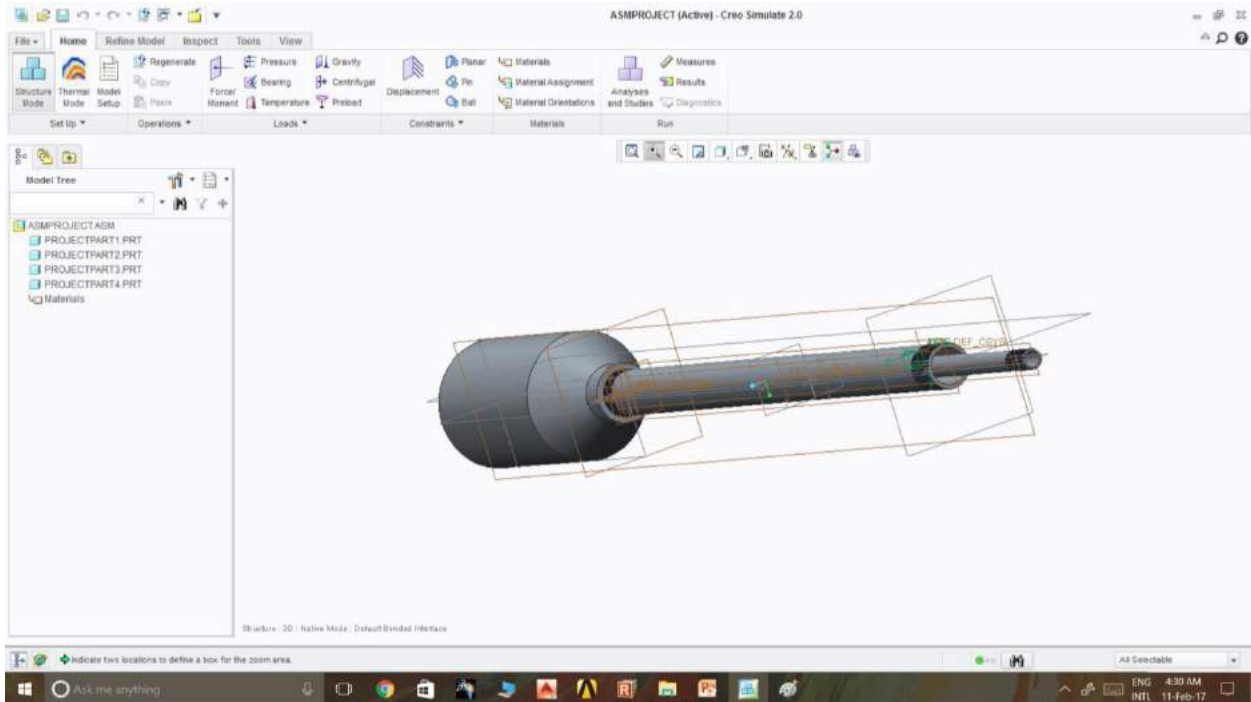 ASMPROJECT (Active) - Creo Simulate 2.0
File Home Refine Model Inspect Tools View
Structure Mode
Thermal Mode
Model Setup
Regenerate
Copy
Paste
Force/Moment
Pressure
Bearing
Temperature
Gravity
Centrifugal
Preload
Displacement
Planar
Pin
Ball
Materials
Material Assignment
Material Orientations
Analyses and Studies
Measures
Results
Diagnostics
Set Up Operations Loads Constraints Materials Run
Model Tree
ASMPROJECT.ASM
PROJECTPART1.PRT
PROJECTPART2.PRT
PROJECTPART3.PRT
PROJECTPART4.PRT
Materials
DEF_CSYS
Structure : 3D : Native Mode : Default Bonded Interface
Indicate two locations to define a box for the zoom area.
All Selectable
Ask me anything
ENG 4:30 AM
INTL 11-Feb-17